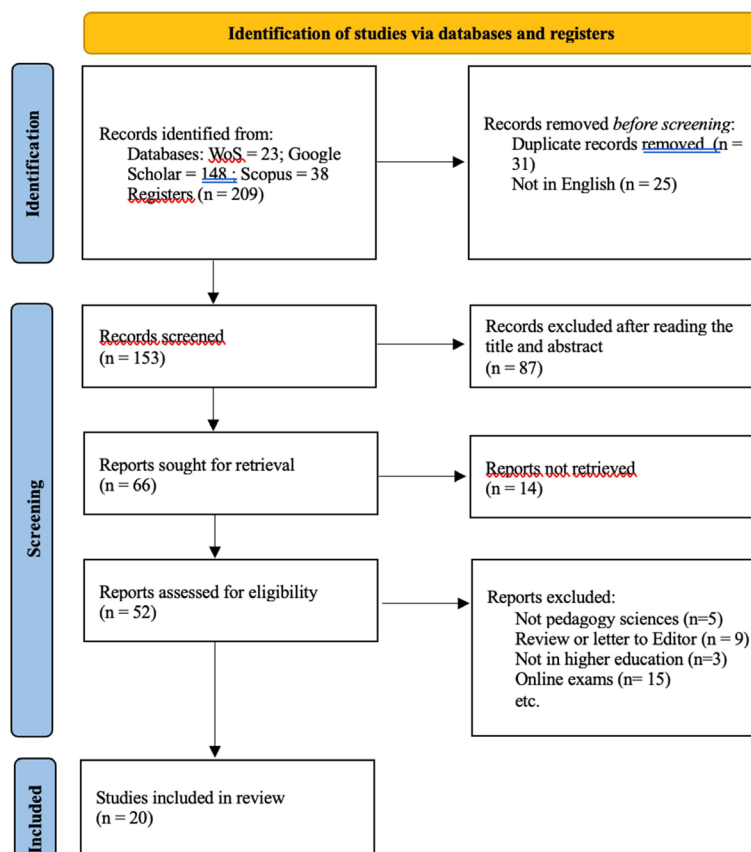 Identification of studies via databases and registers
Identification
Records identified from:
Databases: WoS = 23; Google
Scholar = 148 ; Scopus = 38
Registers (n = 209)
Records removed before screening:
Duplicate records removed  (n =
31)
Not in English (n = 25)
Screening
Records screened
(n = 153)
Records excluded after reading the
title and abstract
(n = 87)
Reports sought for retrieval
(n = 66)
Reports not retrieved
(n = 14)
Reports assessed for eligibility
(n = 52)
Reports excluded:
Not pedagogy sciences (n=5)
Review or letter to Editor (n = 9)
Not in higher education (n=3)
Online exams (n= 15)
etc.
Included
Studies included in review
(n = 20)